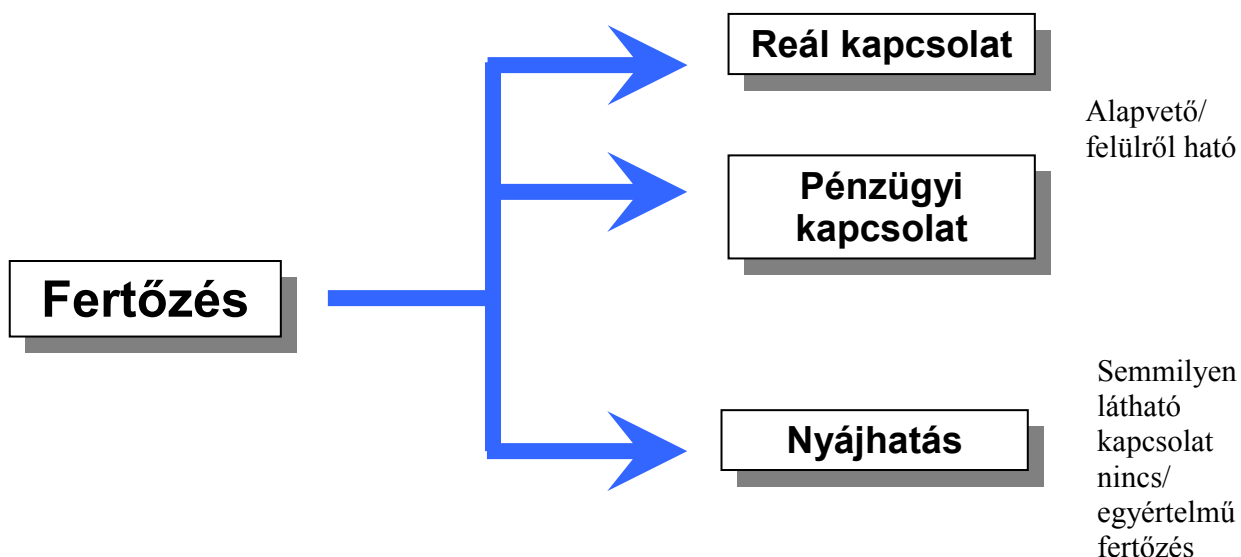 Reál kapcsolat
Alapvető/
felülről ható
Pénzügyi
kapcsolat
Fertőzés
Nyájhatás
Semmilyen
látható
kapcsolat
nincs/
egyértelmű
fertőzés